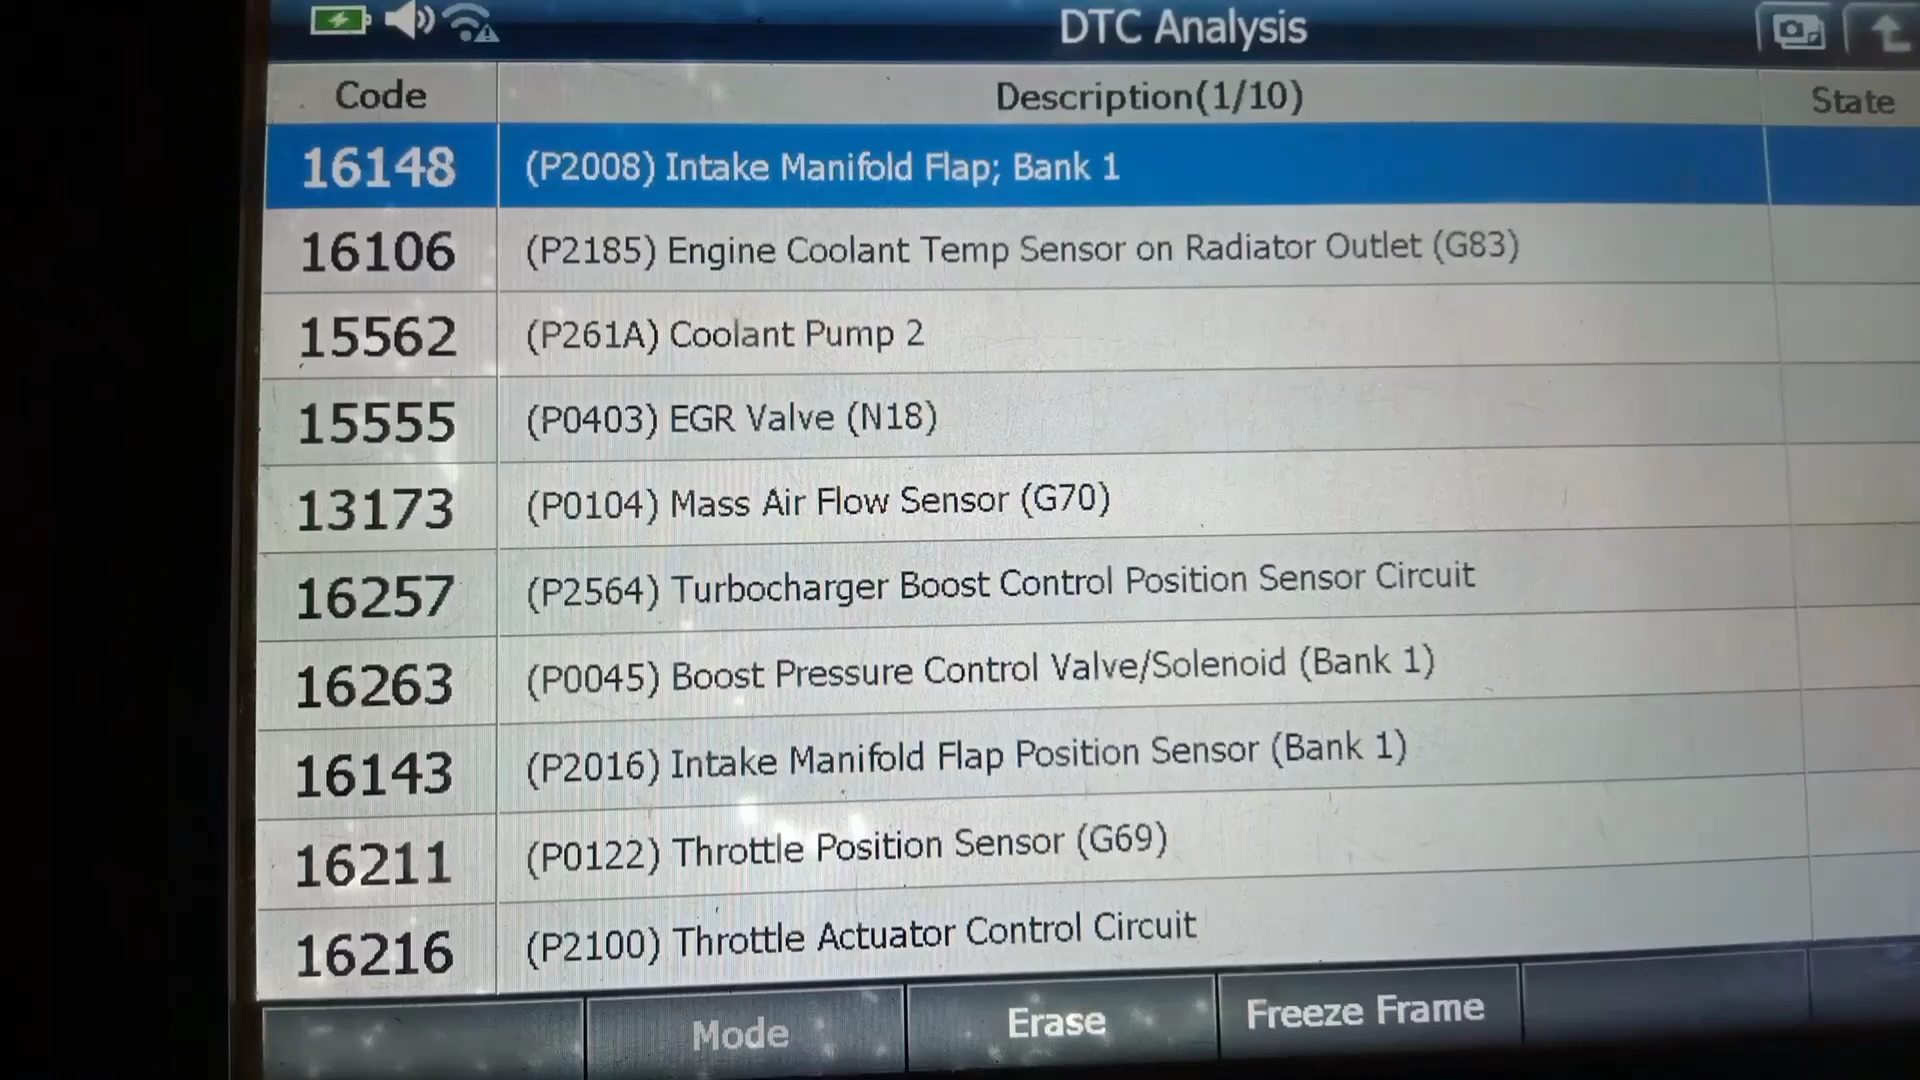 DTC Analysis
Code Description(1/10) State
16148 (P2008) Intake Manifold Flap; Bank 1
16106 (P2185) Engine Coolant Temp Sensor on Radiator Outlet (G83)
15562 (P261A) Coolant Pump 2
15555 (P0403) EGR Valve (N18)
13173 (P0104) Mass Air Flow Sensor (G70)
16257 (P2564) Turbocharger Boost Control Position Sensor Circuit
16263 (P0045) Boost Pressure Control Valve/Solenoid (Bank 1)
16143 (P2016) Intake Manifold Flap Position Sensor (Bank 1)
16211 (P0122) Throttle Position Sensor (G69)
16216 (P2100) Throttle Actuator Control Circuit
Mode Erase Freeze Frame